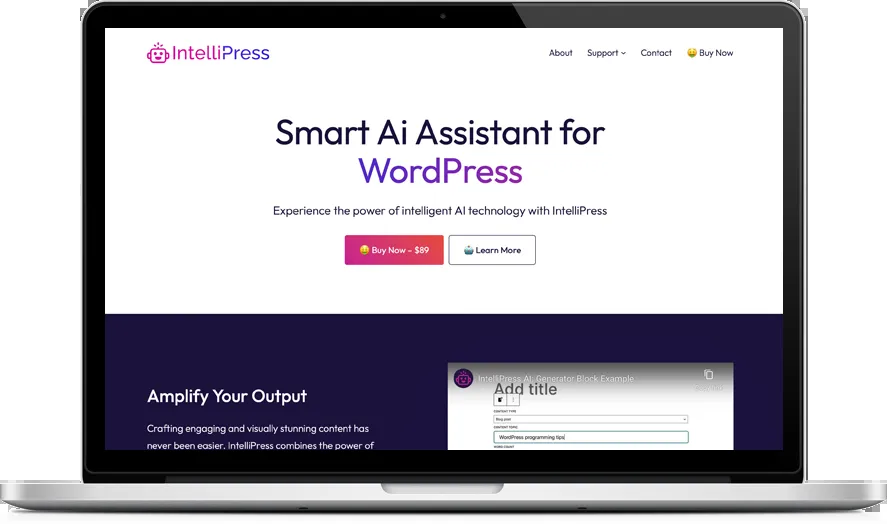 IntelliPress
About Support Contact 🤑 Buy Now
Smart Ai Assistant for
WordPress
Experience the power of intelligent AI technology with IntelliPress
🤑 Buy Now – $89
🤖 Learn More
Amplify Your Output
Crafting engaging and visually stunning content has
never been easier. IntelliPress combines the power of
IntelliPress AI Generator Block Example
Add title
CONTENT TYPE
Blog post
CONTENT TOPIC
WordPress programming tips
WORD COUNT